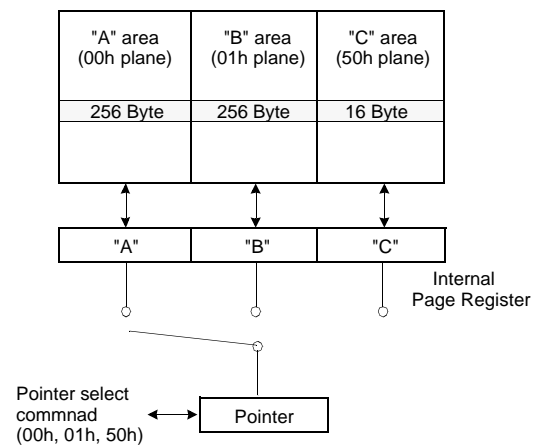 "A" area
(00h plane)
"B" area
(01h plane)
"C" area
(50h plane)
256 Byte
256 Byte
16 Byte
"A"
"B"
"C"
Internal
Page Register
Pointer select
commnad
(00h, 01h, 50h)
Pointer